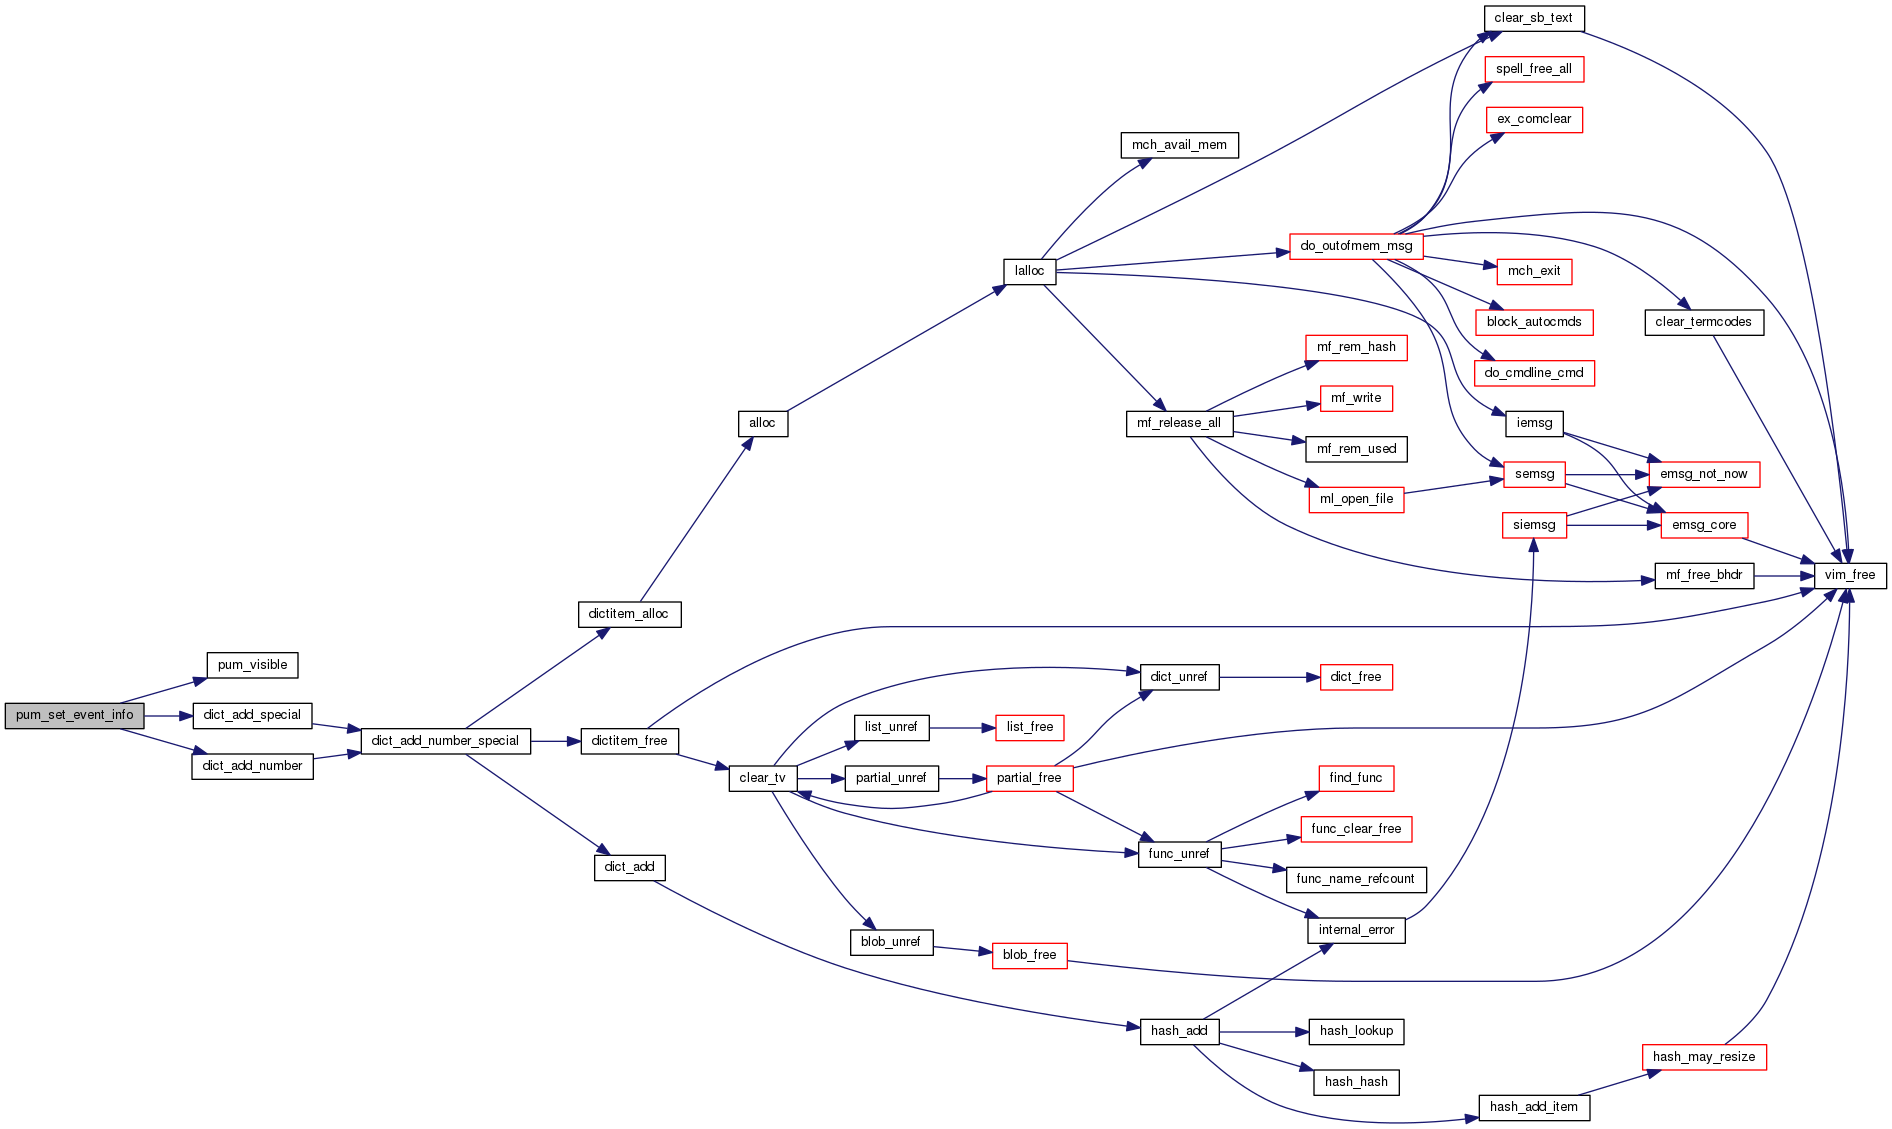 clear_sb_text
spell_free_all
ex_comclear
mch_avail_mem
do_outofmem_msg
lalloc
mch_exit
block_autocmds
clear_termcodes
mf_rem_hash
do_cmdline_cmd
mf_write
alloc
mf_release_all
iemsg
mf_rem_used
semsg
emsg_not_now
ml_open_file
siemsg
emsg_core
mf_free_bhdr
vim_free
dictitem_alloc
pum_visible
dict_unref
dict_free
pum_set_event_info
dict_add_special
list_unref
list_free
dict_add_number_special
dictitem_free
dict_add_number
clear_tv
partial_unref
partial_free
find_func
func_clear_free
func_unref
dict_add
func_name_refcount
internal_error
blob_unref
blob_free
hash_add
hash_lookup
hash_may_resize
hash_hash
hash_add_item